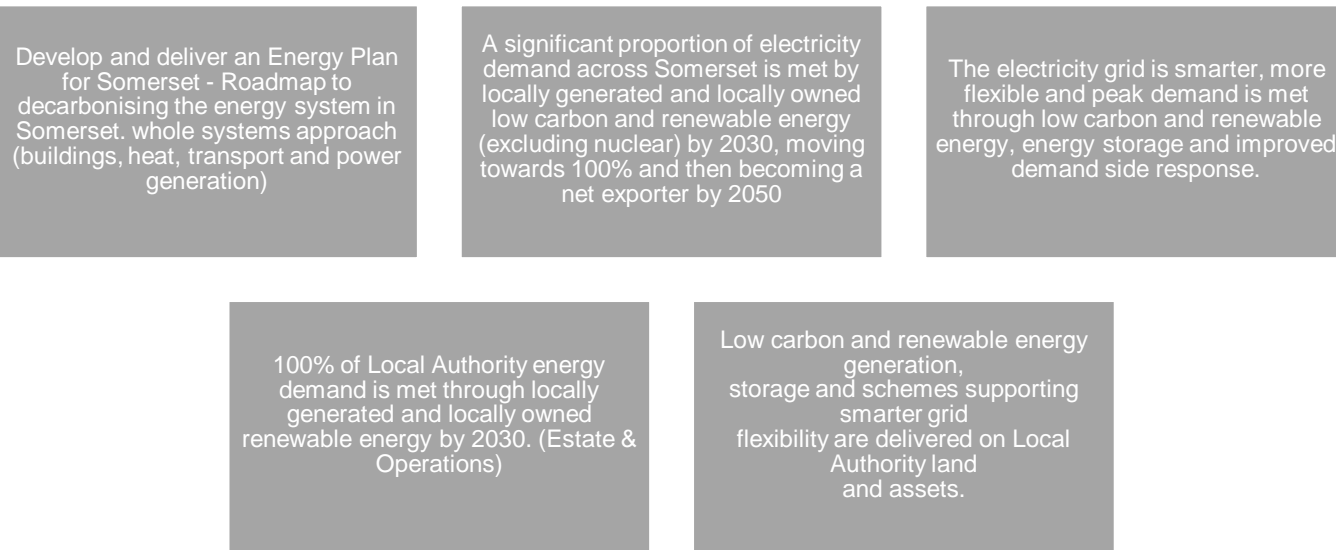 Develop and deliver an Energy Plan
for Somerset - Roadmap to
decarbonising the energy system in
Somerset. whole systems approach
(buildings, heat, transport and power
generation)
A significant proportion of electricity
demand across Somerset is met by
locally generated and locally owned
low carbon and renewable energy
(excluding nuclear) by 2030, moving
towards 100% and then becoming a
net exporter by 2050
The electricity grid is smarter, more
flexible and peak demand is met
through low carbon and renewable
energy, energy storage and improved
demand side response.
100% of Local Authority energy
demand is met through locally
generated and locally owned
renewable energy by 2030. (Estate &
Operations)
Low carbon and renewable energy
generation,
storage and schemes supporting
smarter grid
flexibility are delivered on Local
Authority land
and assets.